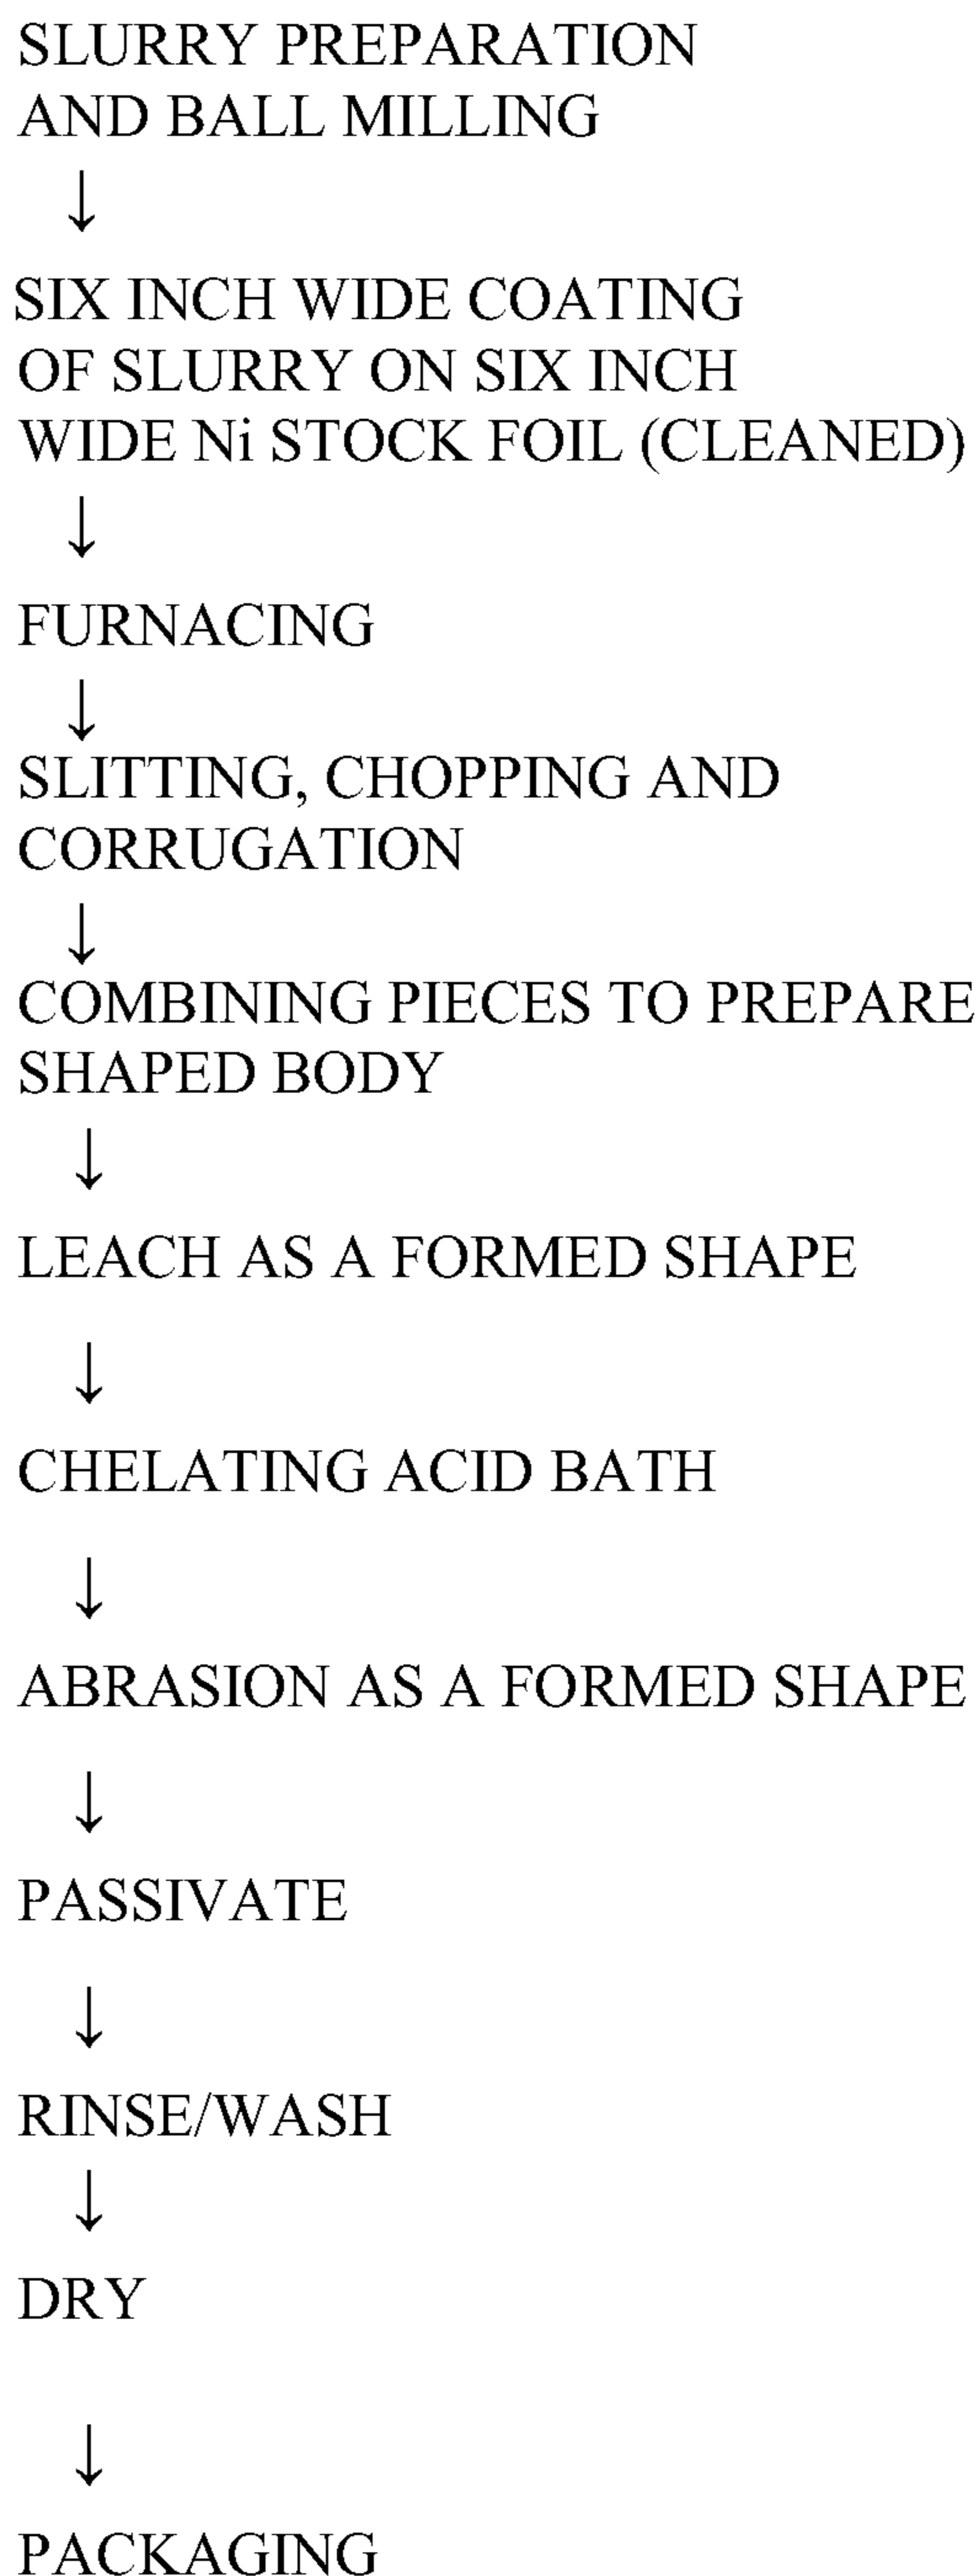 SLURRY PREPARATION
AND BALL MILLING
↓
SIX INCH WIDE COATING
OF SLURRY ON SIX INCH
WIDE Ni STOCK FOIL (CLEANED)
↓
FURNACING
↓
SLITTING, CHOPPING AND
CORRUGATION
↓
COMBINING PIECES TO PREPARE
SHAPED BODY
↓
LEACH AS A FORMED SHAPE
↓
CHELATING ACID BATH
↓
ABRASION AS A FORMED SHAPE
↓
PASSIVATE
↓
RINSE/WASH
↓
DRY
↓
PACKAGING